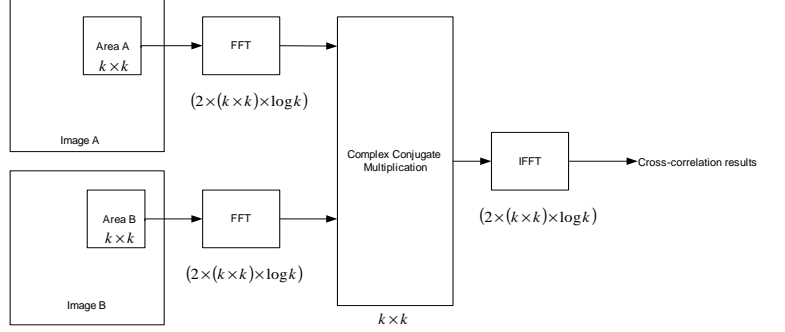 Area A
k×k
Image A
FFT
(2×(k×k)×logk)
Area B
k×k
Image B
FFT
(2×(k×k)×logk)
Complex Conjugate
Multiplication
k×k
IFFT
(2×(k×k)×logk)
Cross-correlation results